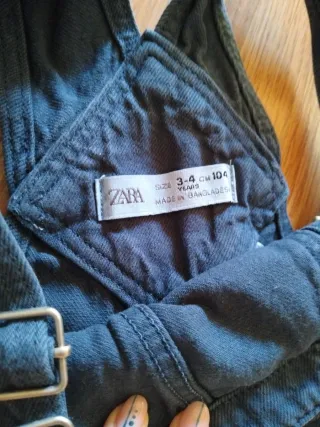 ZARA SIZE 3-4 YEARS CM 104
MADE IN BANGLADESH